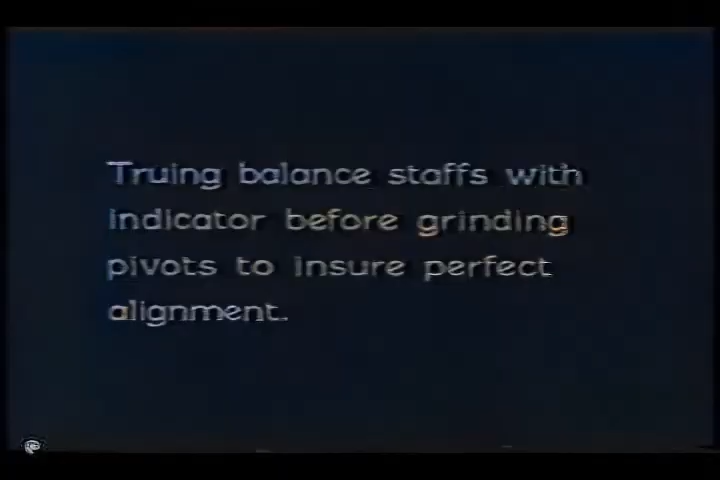 Truing balance staffs with
indicator before grinding
pivots to insure perfect
alignment.